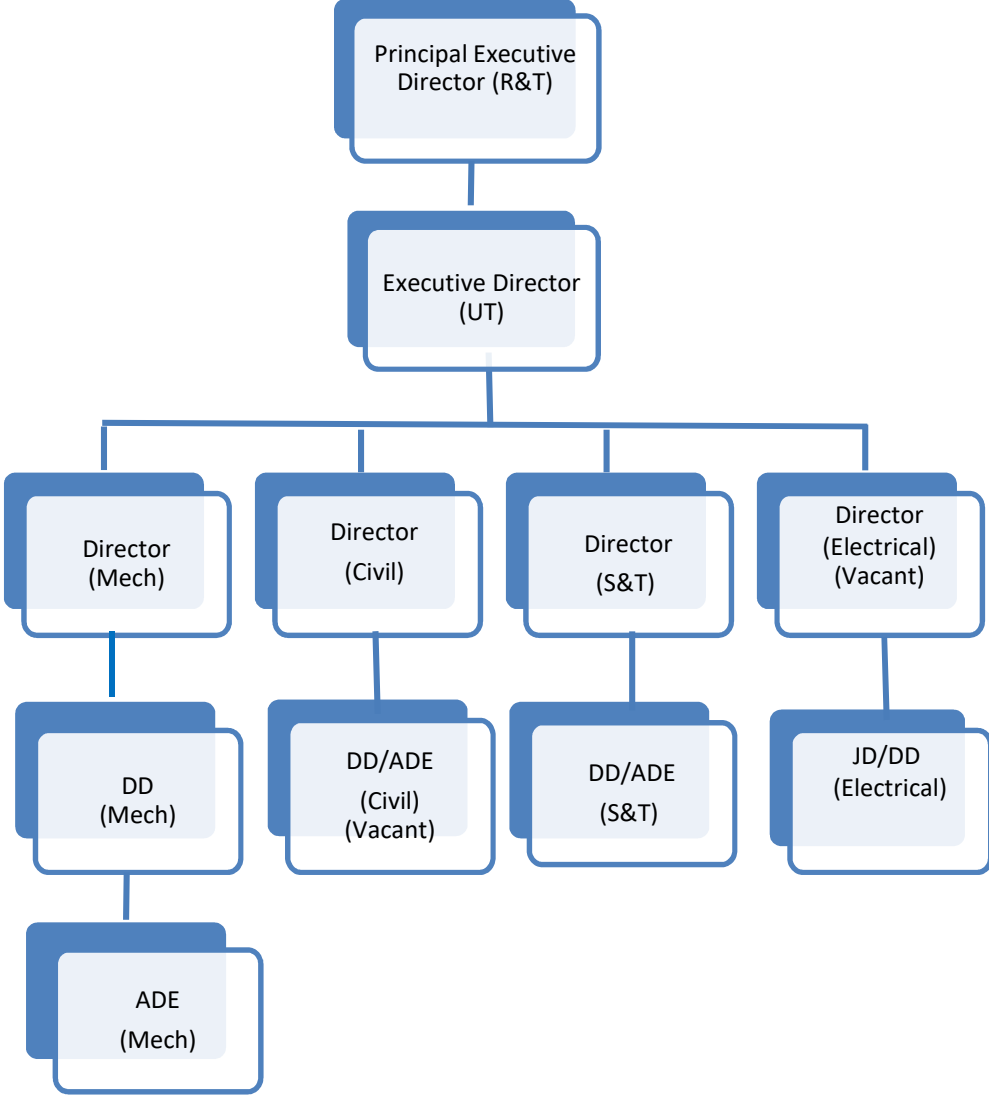 Principal Executive
Director (R&T)
Executive Director
(UT)
Director
(Mech)
Director
(Civil)
Director
(S&T)
Director
(Electrical)
(Vacant)
DD
(Mech)
DD/ADE
(Civil)
(Vacant)
DD/ADE
(S&T)
JD/DD
(Electrical)
ADE
(Mech)